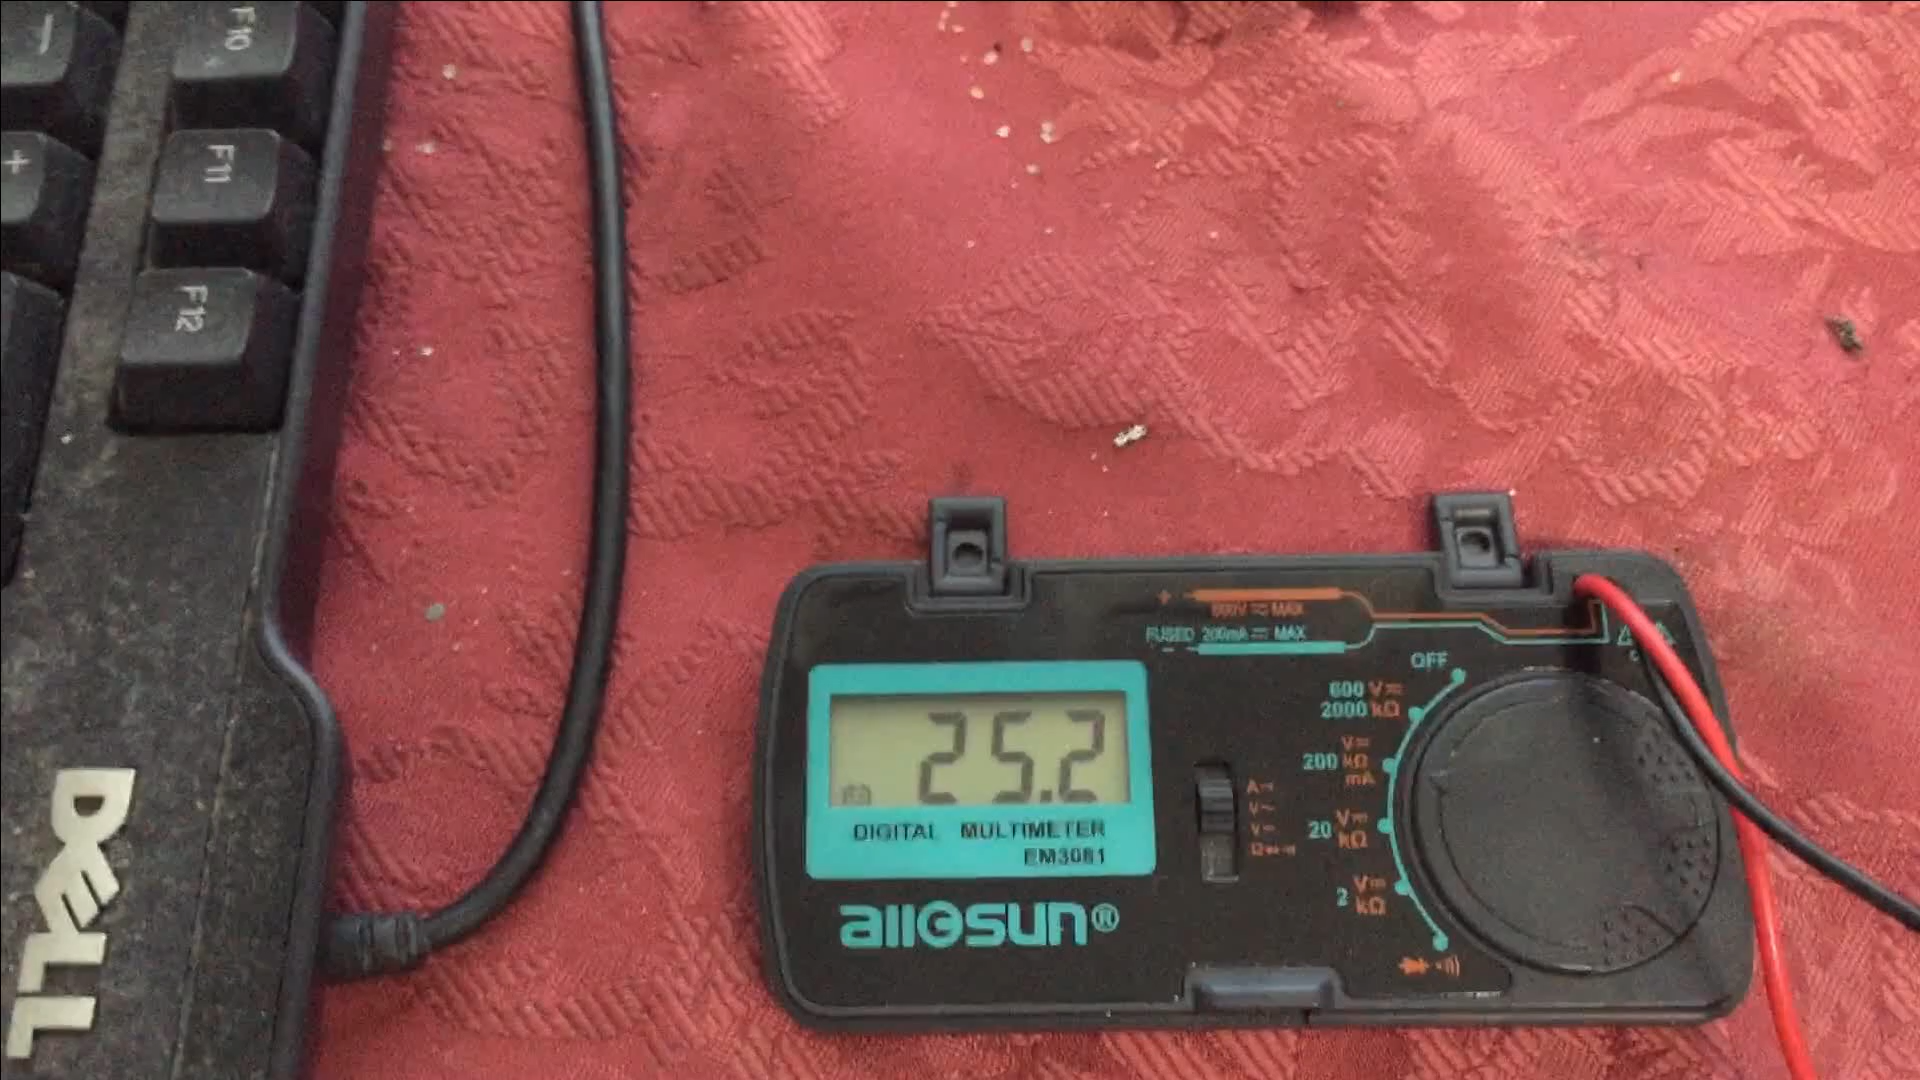 -
F10
+
F11
F12
DELL
+ 600V ⎓ MAX
FUSED 200mA ⎓ MAX
-
OFF
600 V
2000 kΩ
V
200 kΩ
mA
20 V
kΩ
2 V
kΩ
A
V~
V
Ω
25.2
DIGITAL MULTIMETER
EM3081
allosun®